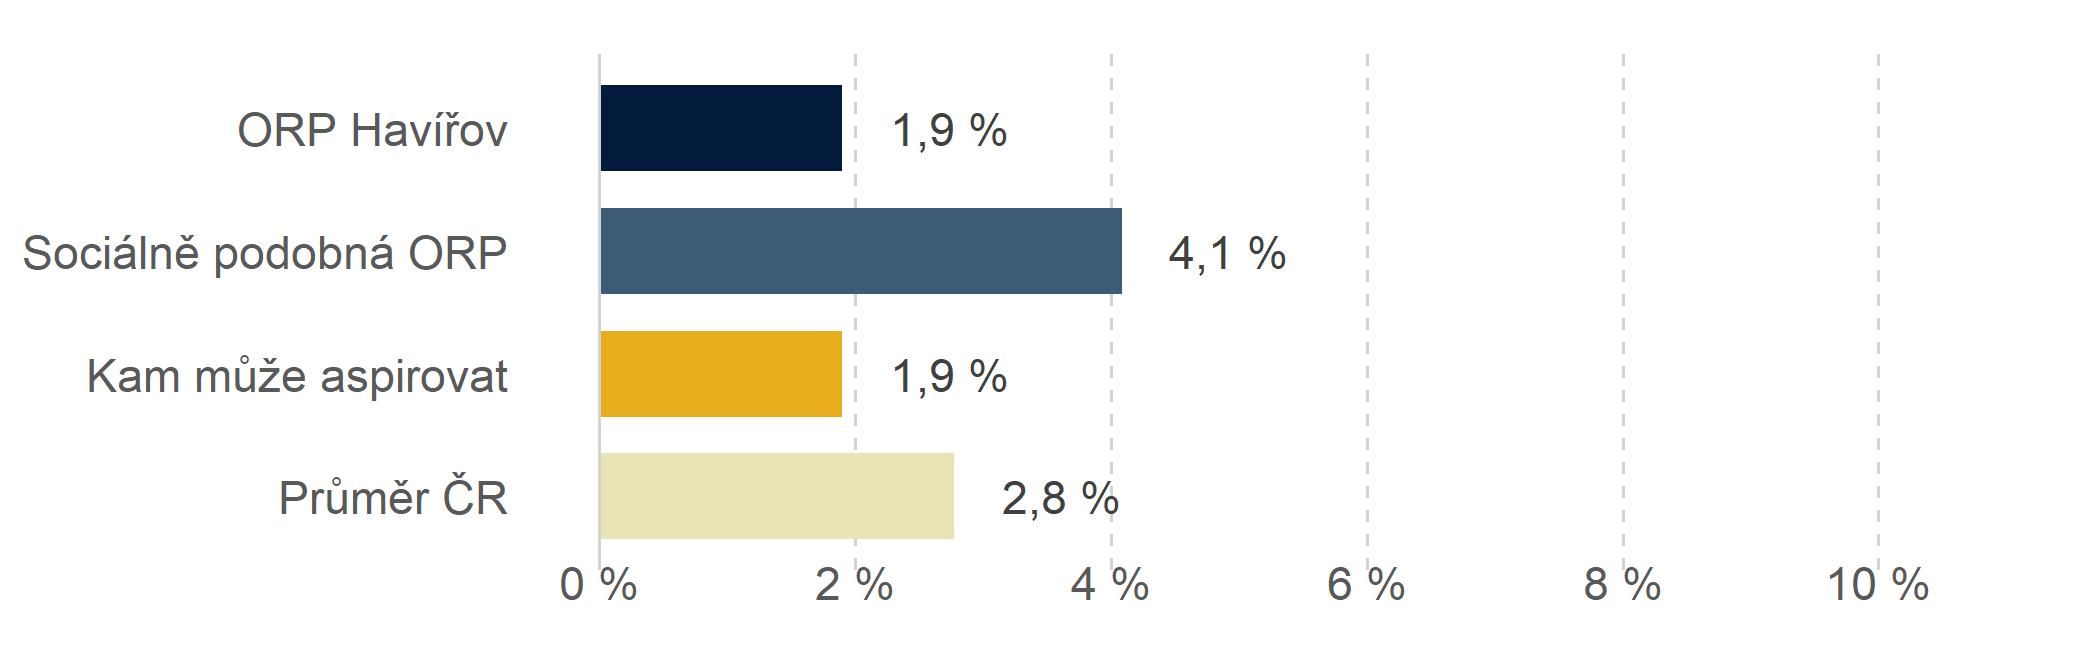 ORP Havířov
1,9 %
Sociálně podobná ORP
4,1 %
Kam může aspirovat
1,9 %
Průměr ČR
2,8 %
0 % 2 % 4 % 6 % 8 % 10 %